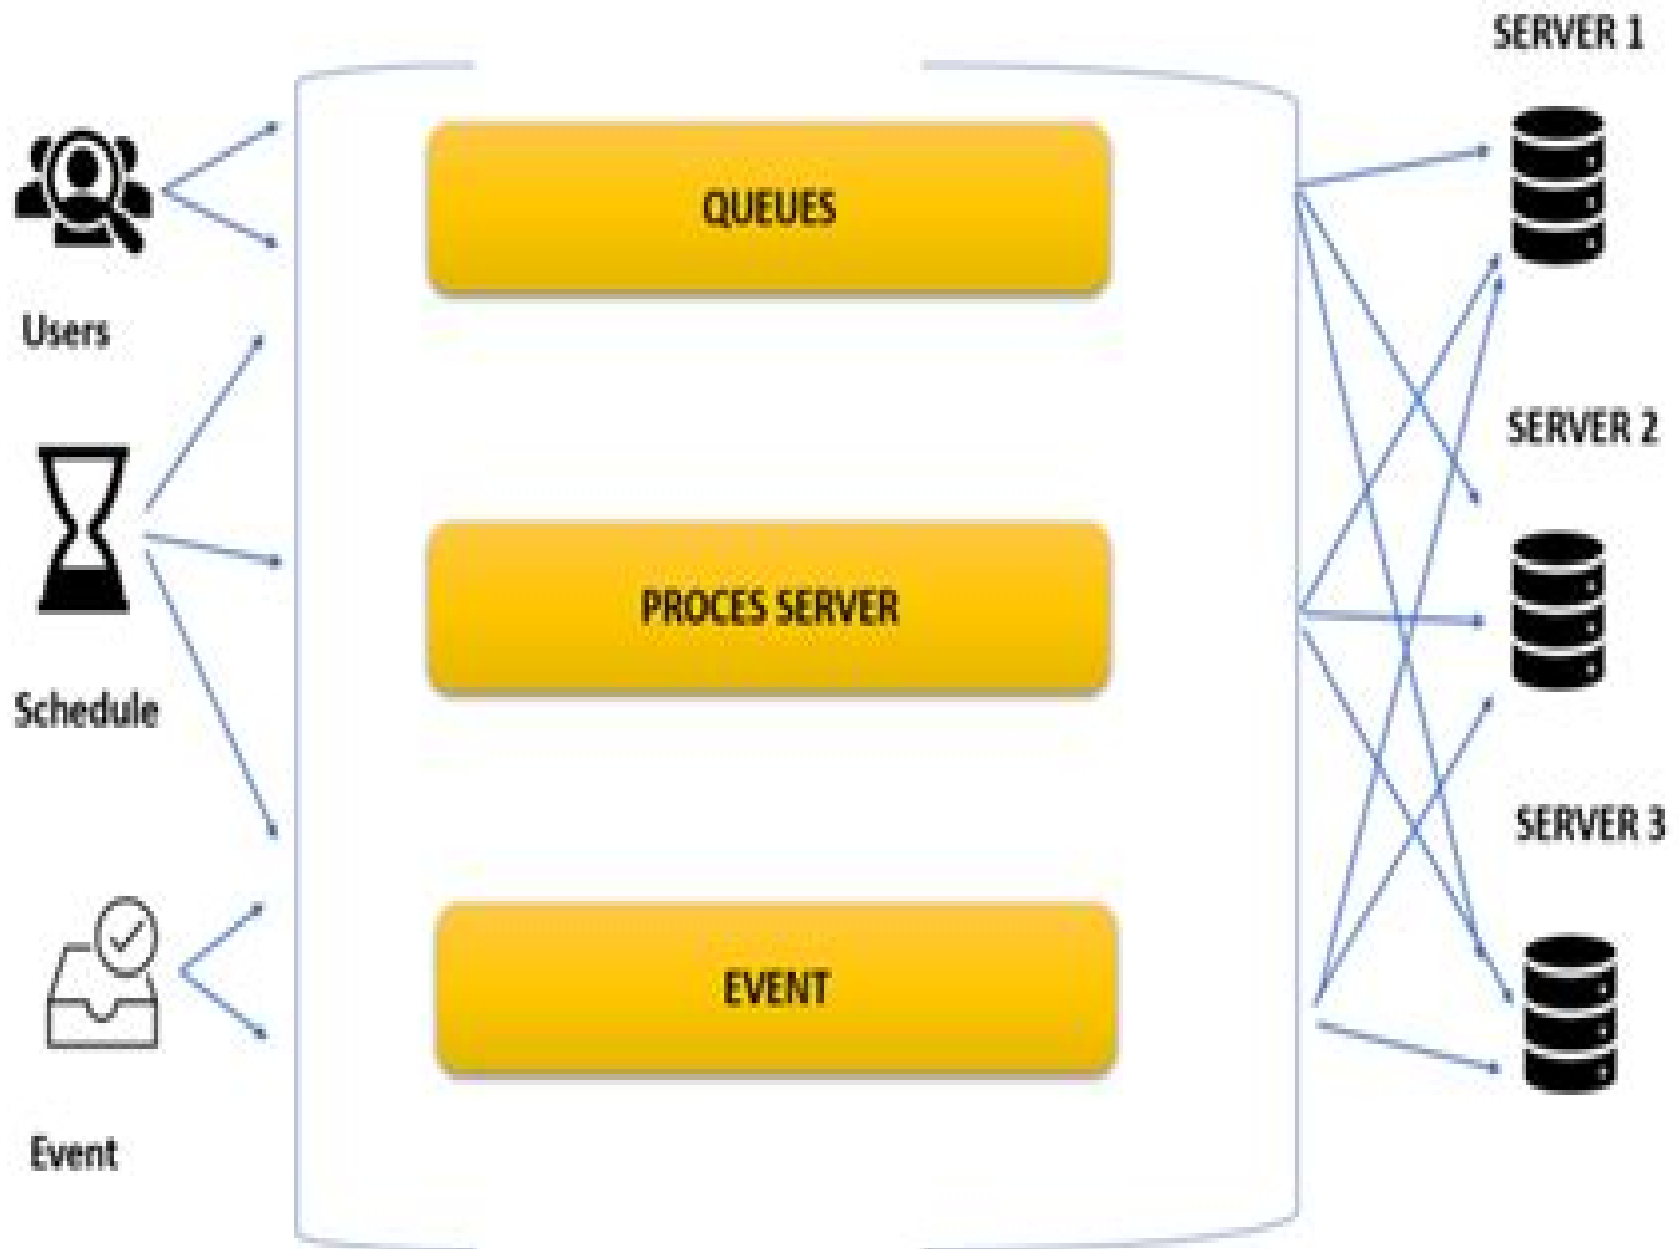 SERVER 1
QUEUES
Users
SERVER 2
PROCES SERVER
Schedule
SERVER 3
EVENT
Event